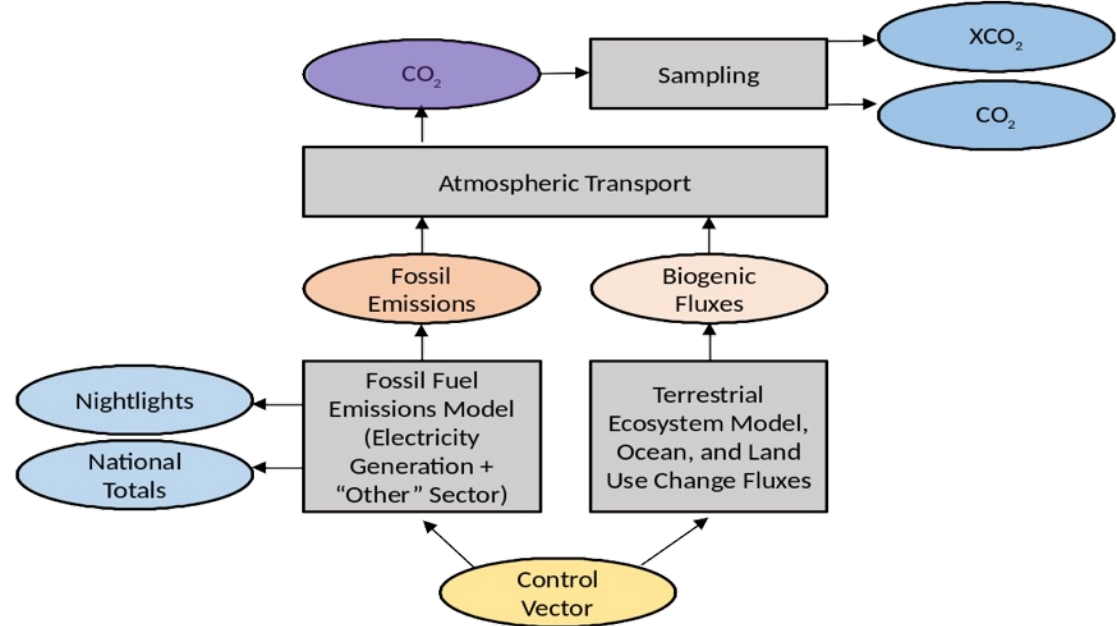 XCO₂
CO₂
Sampling
CO₂
Atmospheric Transport
Fossil
Emissions
Biogenic
Fluxes
Nightlights
National
Totals
Fossil Fuel
Emissions Model
(Electricity
Generation +
“Other” Sector)
Terrestrial
Ecosystem Model,
Ocean, and Land
Use Change Fluxes
Control
Vector